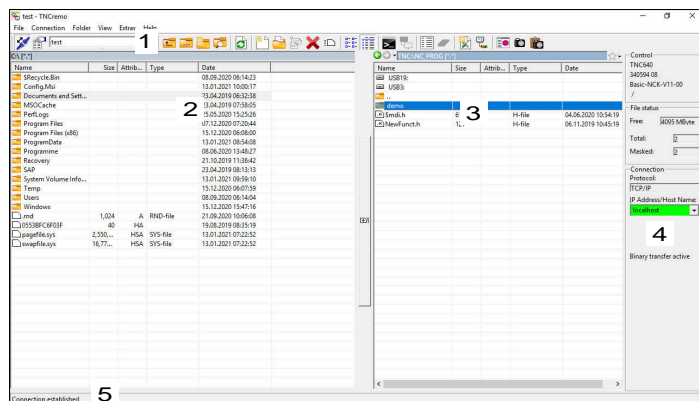 test - TNCremo
File Connection Folder View Extras Help
test
1
C:\ [*.*]
Name Size Attrib... Type Date
SRecycle.Bin 08.09.2020 06:14:23
Config.Msi 13.01.2021 10:00:17
Documents and Sett... 23.04.2019 06:32:38
MSOCache 23.04.2019 07:58:05
PerfLogs 25.05.2020 15:25:26
Program Files 07.12.2020 07:20:44
Program Files (x86) 15.12.2020 06:08:00
ProgramData 13.01.2021 08:54:08
Programme 08.06.2020 13:48:27
Recovery 21.10.2019 11:36:42
SAP 23.04.2019 08:13:13
System Volume Info... 13.01.2021 09:59:10
Temp 15.12.2020 06:07:59
Users 08.09.2020 06:14:04
Windows 15.12.2020 15:47:16
.rnd 1,024 A RND-file 21.09.2020 10:06:08
0553BFC6F03F 40 HA 19.08.2019 08:35:19
pagefile.sys 2,550,... HSA SYS-file 13.01.2021 07:22:52
swapfile.sys 16,77... HSA SYS-file 13.01.2021 07:22:52
2
TNC:\NC_PROG [*.*]
Name Size Attrib... Type Date
USB19:
USB3:
..
demo
$mdi.h H-file 04.06.2020 10:54:19
NewFunct.h H-file 06.11.2019 10:45:19
3
Control
TNC640
340594 08
Basic-NCK-V11-00
/
File status
Free: 4095 MByte
Total: 2
Masked: 2
Connection
Protocol:
TCP/IP
IP Address/Host Name:
localhost
4
Binary transfer active
Connection established
5